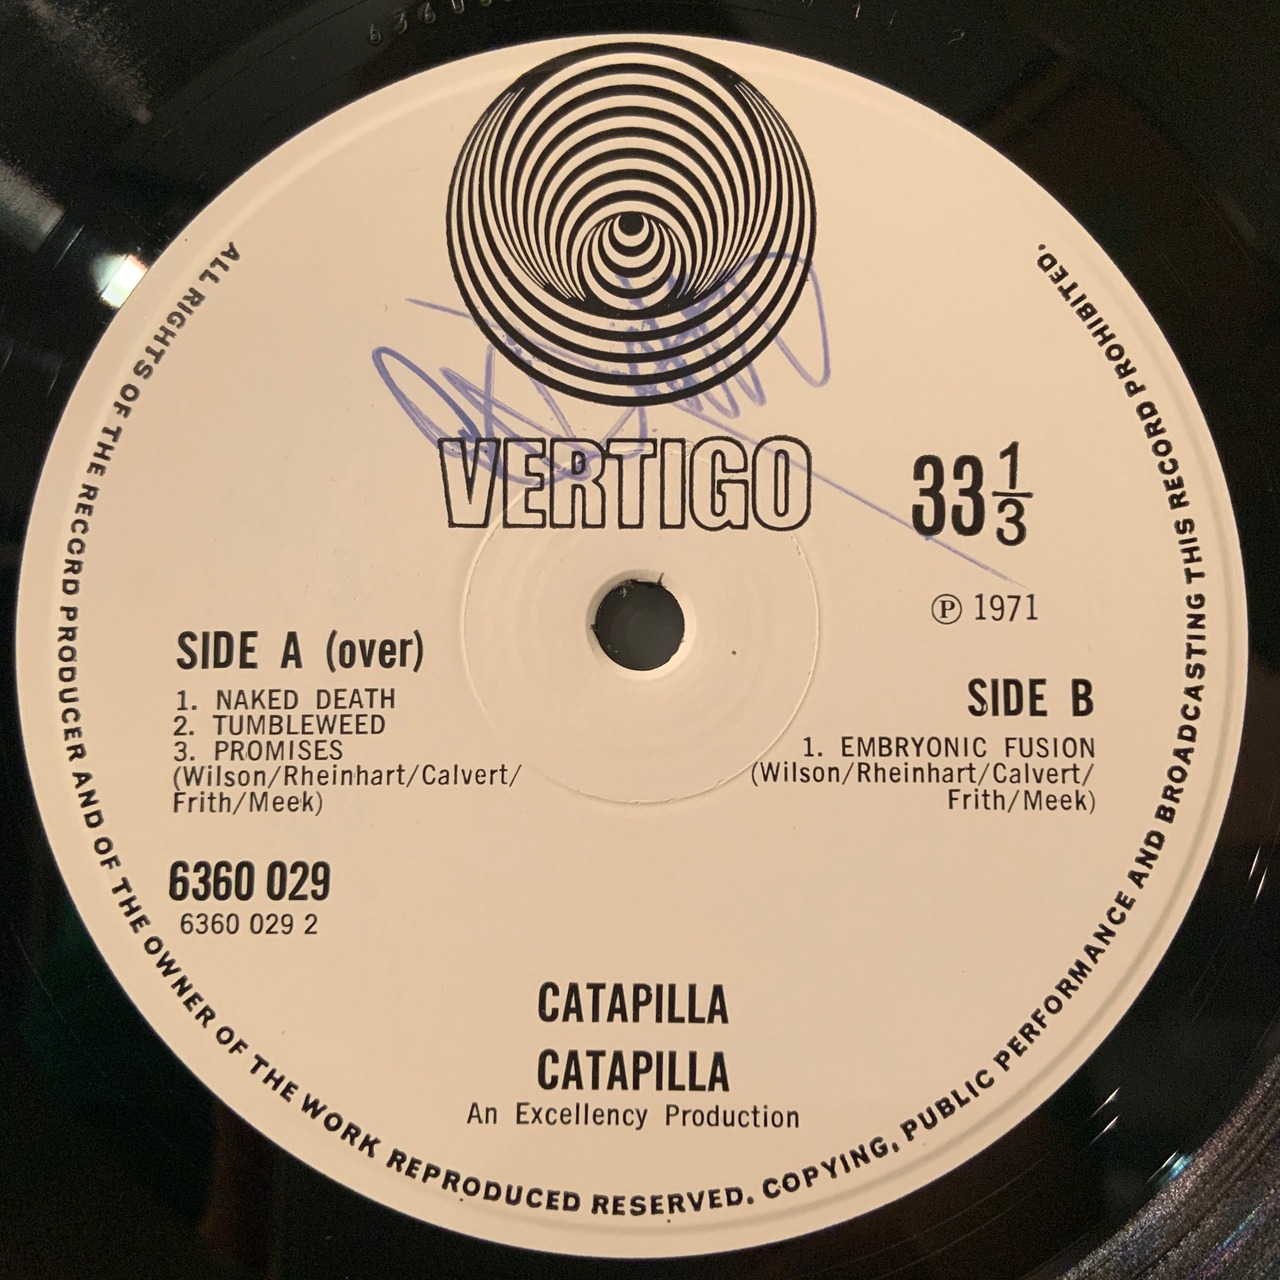 ALL RIGHTS OF THE RECORD PRODUCER AND OF THE OWNER OF THE WORK REPRODUCED RESERVED. COPYING, PUBLIC PERFORMANCE AND BROADCASTING THIS RECORD PROHIBITED.
VERTIGO
33 1/3
℗ 1971
SIDE A (over)
1. NAKED DEATH
2. TUMBLEWEED
3. PROMISES
(Wilson/Rheinhart/Calvert/
Frith/Meek)
SIDE B
1. EMBRYONIC FUSION
(Wilson/Rheinhart/Calvert/
Frith/Meek)
6360 029
6360 029 2
CATAPILLA
CATAPILLA
An Excellency Production